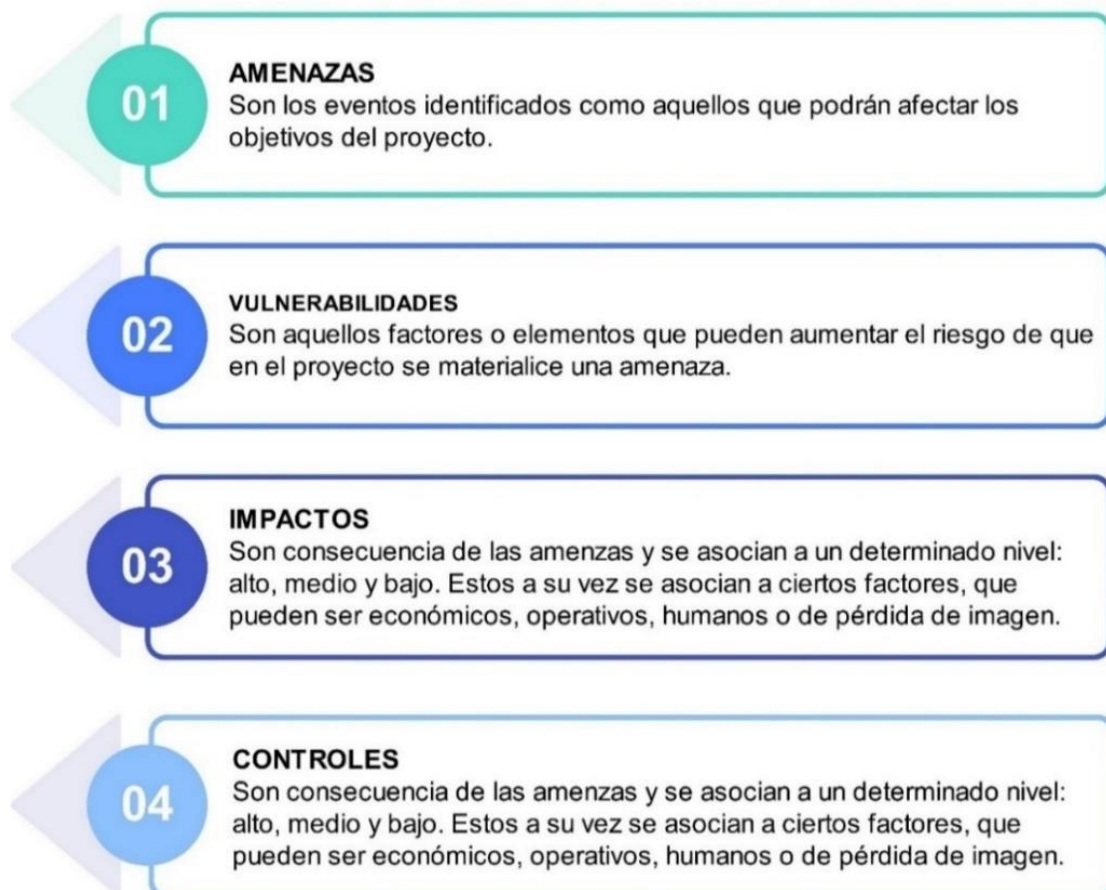 01
AMENAZAS
Son los eventos identificados como aquellos que podrán afectar los
objetivos del proyecto.
02
VULNERABILIDADES
Son aquellos factores o elementos que pueden aumentar el riesgo de que
en el proyecto se materialice una amenaza.
03
IMPACTOS
Son consecuencia de las amenzas y se asocian a un determinado nivel:
alto, medio y bajo. Estos a su vez se asocian a ciertos factores, que
pueden ser económicos, operativos, humanos o de pérdida de imagen.
04
CONTROLES
Son consecuencia de las amenzas y se asocian a un determinado nivel:
alto, medio y bajo. Estos a su vez se asocian a ciertos factores, que
pueden ser económicos, operativos, humanos o de pérdida de imagen.